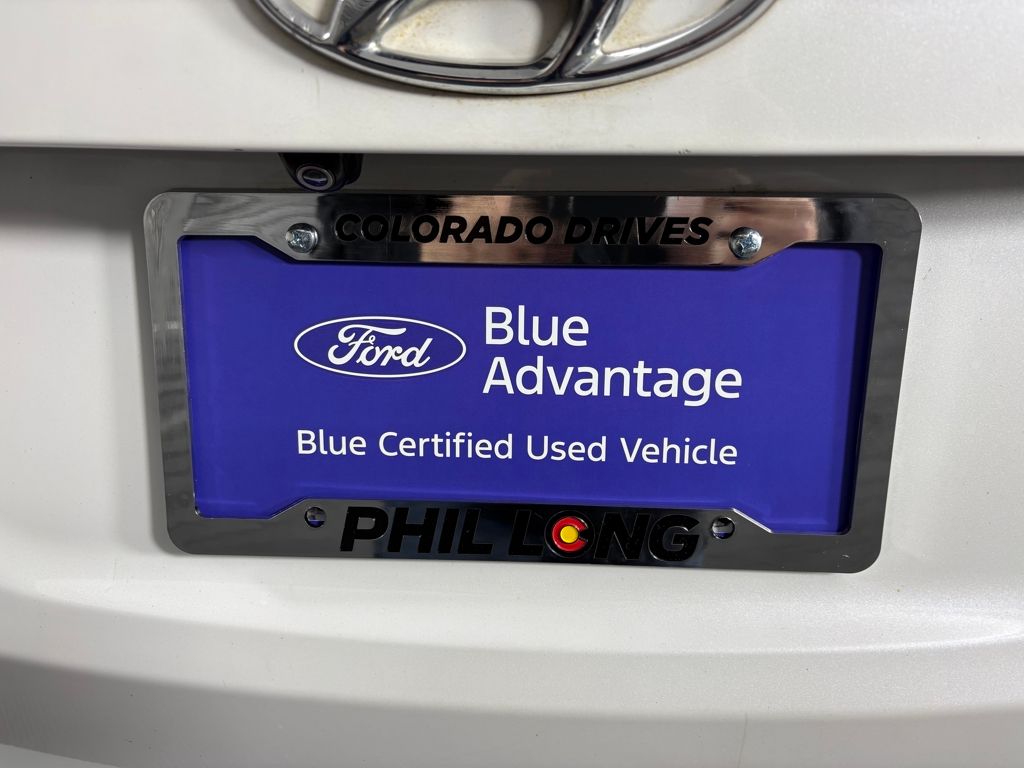 COLORADO DRIVES
Ford
Blue
Advantage
Blue Certified Used Vehicle
PHIL LONG